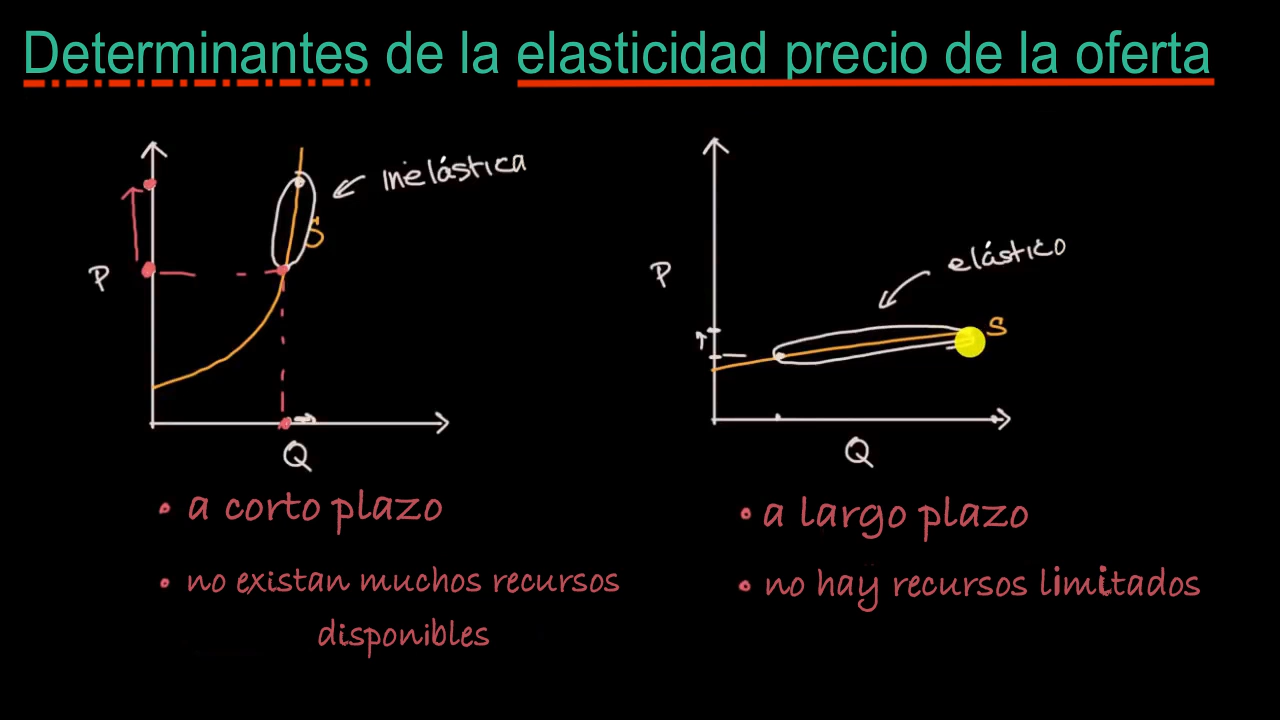 Determinantes de la elasticidad precio de la oferta
inelástica
S
P
Q
elástico
S
P
Q
• a corto plazo
• no existan muchos recursos
disponibles
• a largo plazo
• no hay recursos limitados